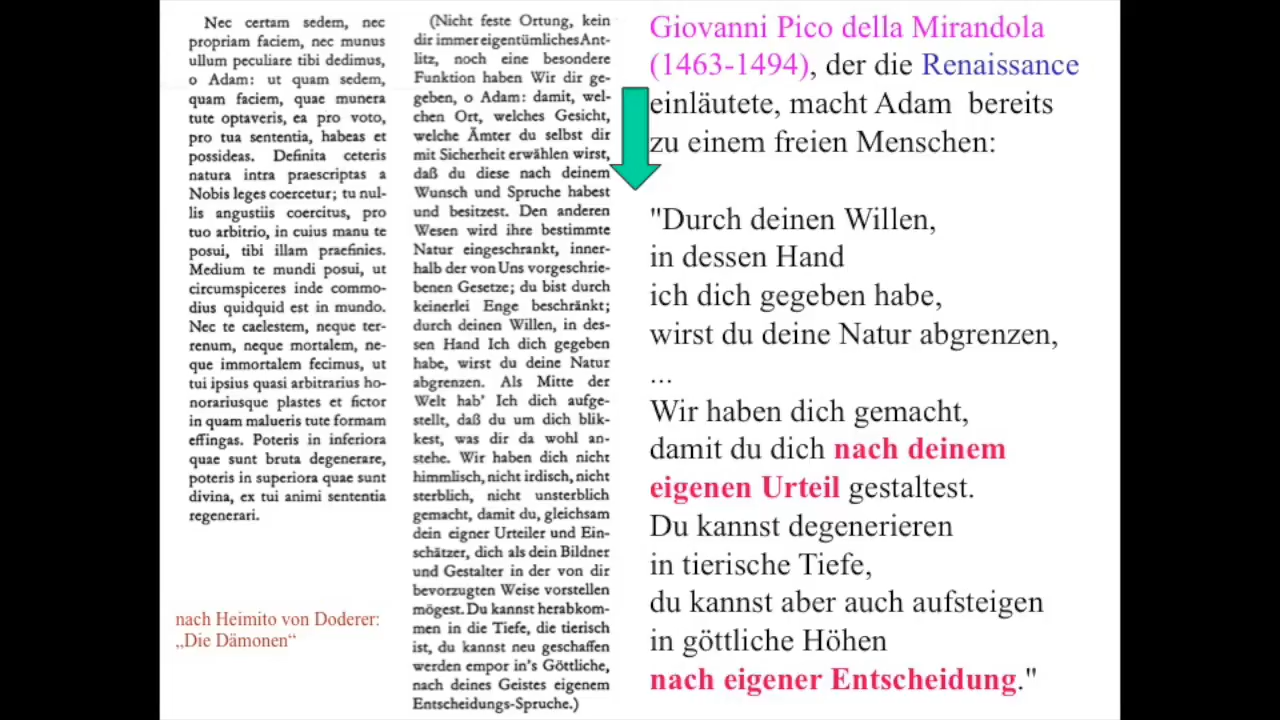 Nec certam sedem, nec
propriam faciem, nec munus
ullum peculiare tibi dedimus,
o Adam: ut quam sedem,
quam faciem, quae munera
tute optaveris, ea pro voto,
pro tua sententia, habeas et
possideas. Definita ceteris
natura intra praescriptas a
Nobis leges coercetur; tu nul-
lis angustiis coercitus, pro
tuo arbitrio, in cuius manu te
posui, tibi illam praefinies.
Medium te mundi posui, ut
circumspiceres inde commo-
dius quidquid est in mundo.
Nec te caelestem, neque ter-
renum, neque mortalem, ne-
que immortalem fecimus, ut
tui ipsius quasi arbitrarius ho-
norariusque plastes et fictor
in quam malueris tute formam
effingas. Poteris in inferiora
quae sunt bruta degenerare,
poteris in superiora quae sunt
divina, ex tui animi sententia
regenerari.
nach Heimito von Doderer:
„Die Dämonen“
(Nicht feste Ortung, kein
dir immer eigentümliches Ant-
litz, noch eine besondere
Funktion haben Wir dir ge-
geben, o Adam: damit, wel-
chen Ort, welches Gesicht,
welche Ämter du selbst dir
mit Sicherheit erwählen wirst,
daß du diese nach deinem
Wunsch und Spruche habest
und besitzest. Den anderen
Wesen wird ihre bestimmte
Natur eingeschrankt, inner-
halb der von Uns vorgeschrie-
benen Gesetze; du bist durch
keinerlei Enge beschränkt;
durch deinen Willen, in des-
sen Hand Ich dich gegeben
habe, wirst du deine Natur
abgrenzen. Als Mitte der
Welt hab' Ich dich aufge-
stellt, daß du um dich blik-
kest, was dir da wohl an-
stehe. Wir haben dich nicht
himmlisch, nicht irdisch, nicht
sterblich, nicht unsterblich
gemacht, damit du, gleichsam
dein eigner Urteiler und Ein-
schätzer, dich als dein Bildner
und Gestalter in der von dir
bevorzugten Weise vorstellen
mögest. Du kannst herabkom-
men in die Tiefe, die tierisch
ist, du kannst neu geschaffen
werden empor in's Göttliche,
nach deines Geistes eigenem
Entscheidungs-Spruche.)
Giovanni Pico della Mirandola
(1463-1494), der die Renaissance
einläutete, macht Adam bereits
zu einem freien Menschen:
"Durch deinen Willen,
in dessen Hand
ich dich gegeben habe,
wirst du deine Natur abgrenzen,
...
Wir haben dich gemacht,
damit du dich nach deinem
eigenen Urteil gestaltest.
Du kannst degenerieren
in tierische Tiefe,
du kannst aber auch aufsteigen
in göttliche Höhen
nach eigener Entscheidung."